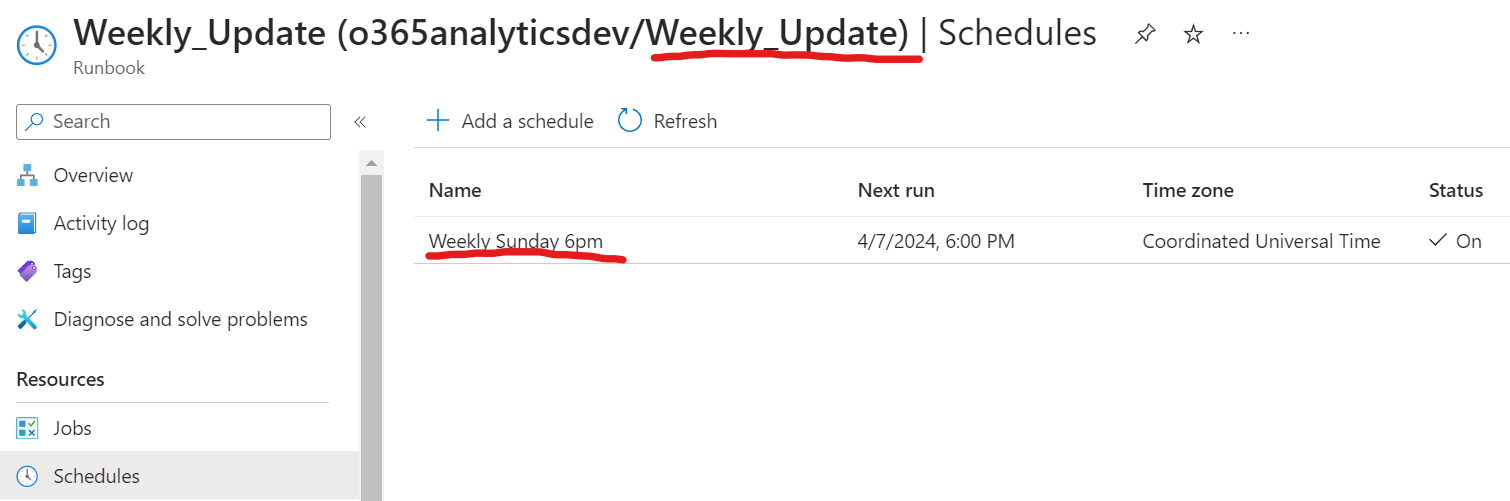 Weekly_Update (o365analyticsdev/Weekly_Update) | Schedules
Runbook
Search
Add a schedule
Refresh
Overview
Activity log
Tags
Diagnose and solve problems
Resources
Jobs
Schedules
Name Next run Time zone Status
Weekly Sunday 6pm 4/7/2024, 6:00 PM Coordinated Universal Time On